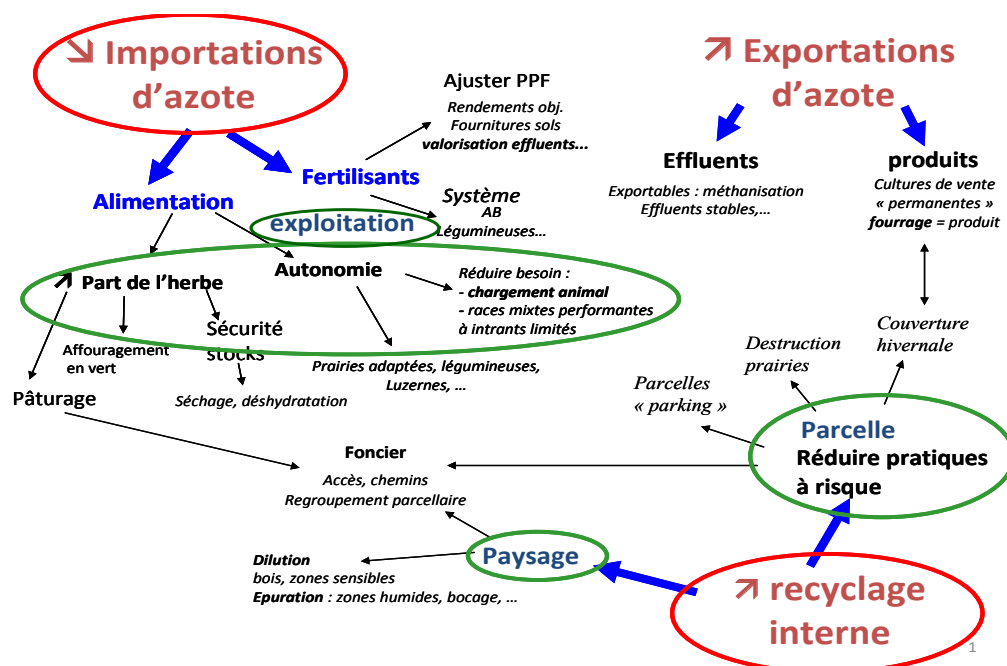 ↘ Importations
d'azote
↗ Exportations
d'azote
Ajuster PPF
Rendements obj.
Fournitures sols
valorisation effluents...
Effluents
Exportables : méthanisation
Effluents stables,...
produits
Cultures de vente
« permanentes »
fourrage = produit
Fertilisants
Alimentation
Système
AB
Légumineuses...
exploitation
↗ Part de l'herbe
Autonomie
Réduire besoin :
- chargement animal
- races mixtes performantes
à intrants limités
Affouragement
en vert
Sécurité
stocks
Prairies adaptées, légumineuses,
Luzernes, ...
Pâturage
Séchage, déshydratation
Couverture
hivernale
Destruction
prairies
Parcelles
« parking »
Parcelle
Réduire pratiques
à risque
Foncier
Accès, chemins
Regroupement parcellaire
Paysage
Dilution
bois, zones sensibles
Epuration : zones humides, bocage, ...
↗ recyclage
interne
1